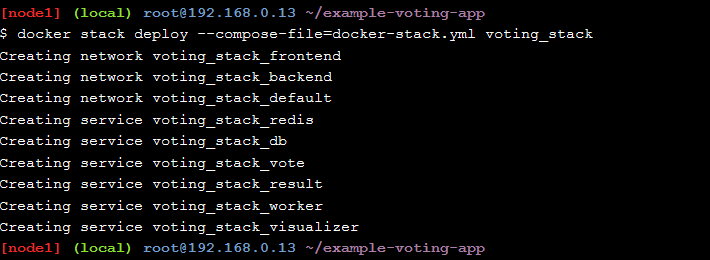 [node1] (local) root@192.168.0.13 ~/example-voting-app
$ docker stack deploy --compose-file=docker-stack.yml voting_stack
Creating network voting_stack_frontend
Creating network voting_stack_backend
Creating network voting_stack_default
Creating service voting_stack_redis
Creating service voting_stack_db
Creating service voting_stack_vote
Creating service voting_stack_result
Creating service voting_stack_worker
Creating service voting_stack_visualizer
[node1] (local) root@192.168.0.13 ~/example-voting-app